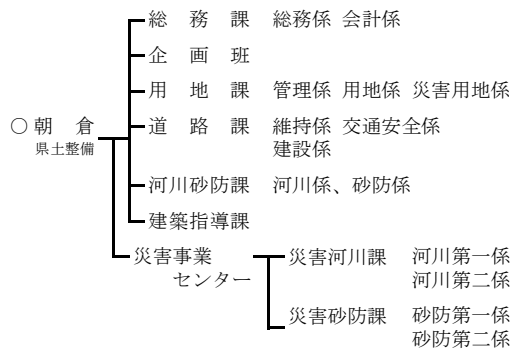 総務課 総務係 会計係
企画班
用地課 管理係 用地係 災害用地係
○朝倉 道路課 維持係 交通安全係
県土整備 建設係
河川砂防課 河川係、砂防係
建築指導課
災害事業 災害河川課 河川第一係
センター 河川第二係
災害砂防課 砂防第一係
砂防第二係